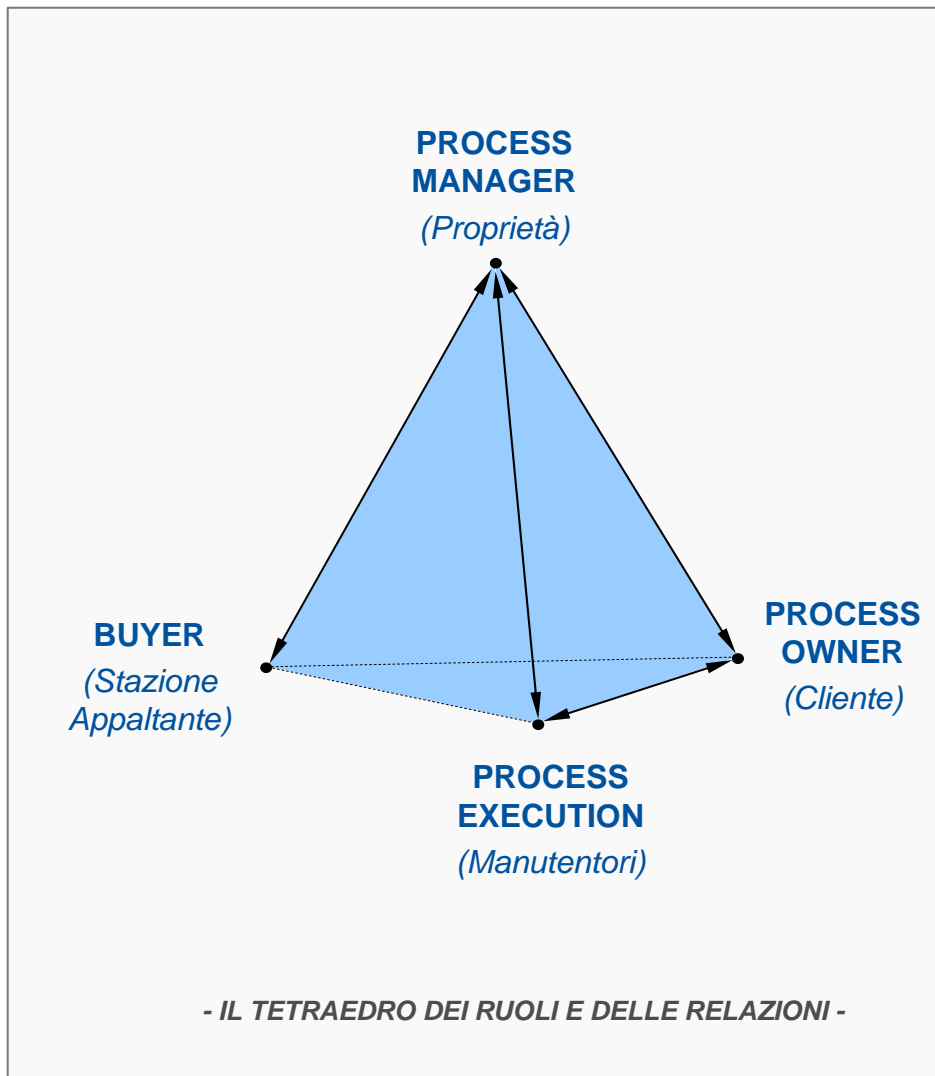 PROCESS
MANAGER
(Proprietà)
BUYER
(Stazione
Appaltante)
PROCESS
OWNER
(Cliente)
PROCESS
EXECUTION
(Manutentori)
- IL TETRAEDRO DEI RUOLI E DELLE RELAZIONI -